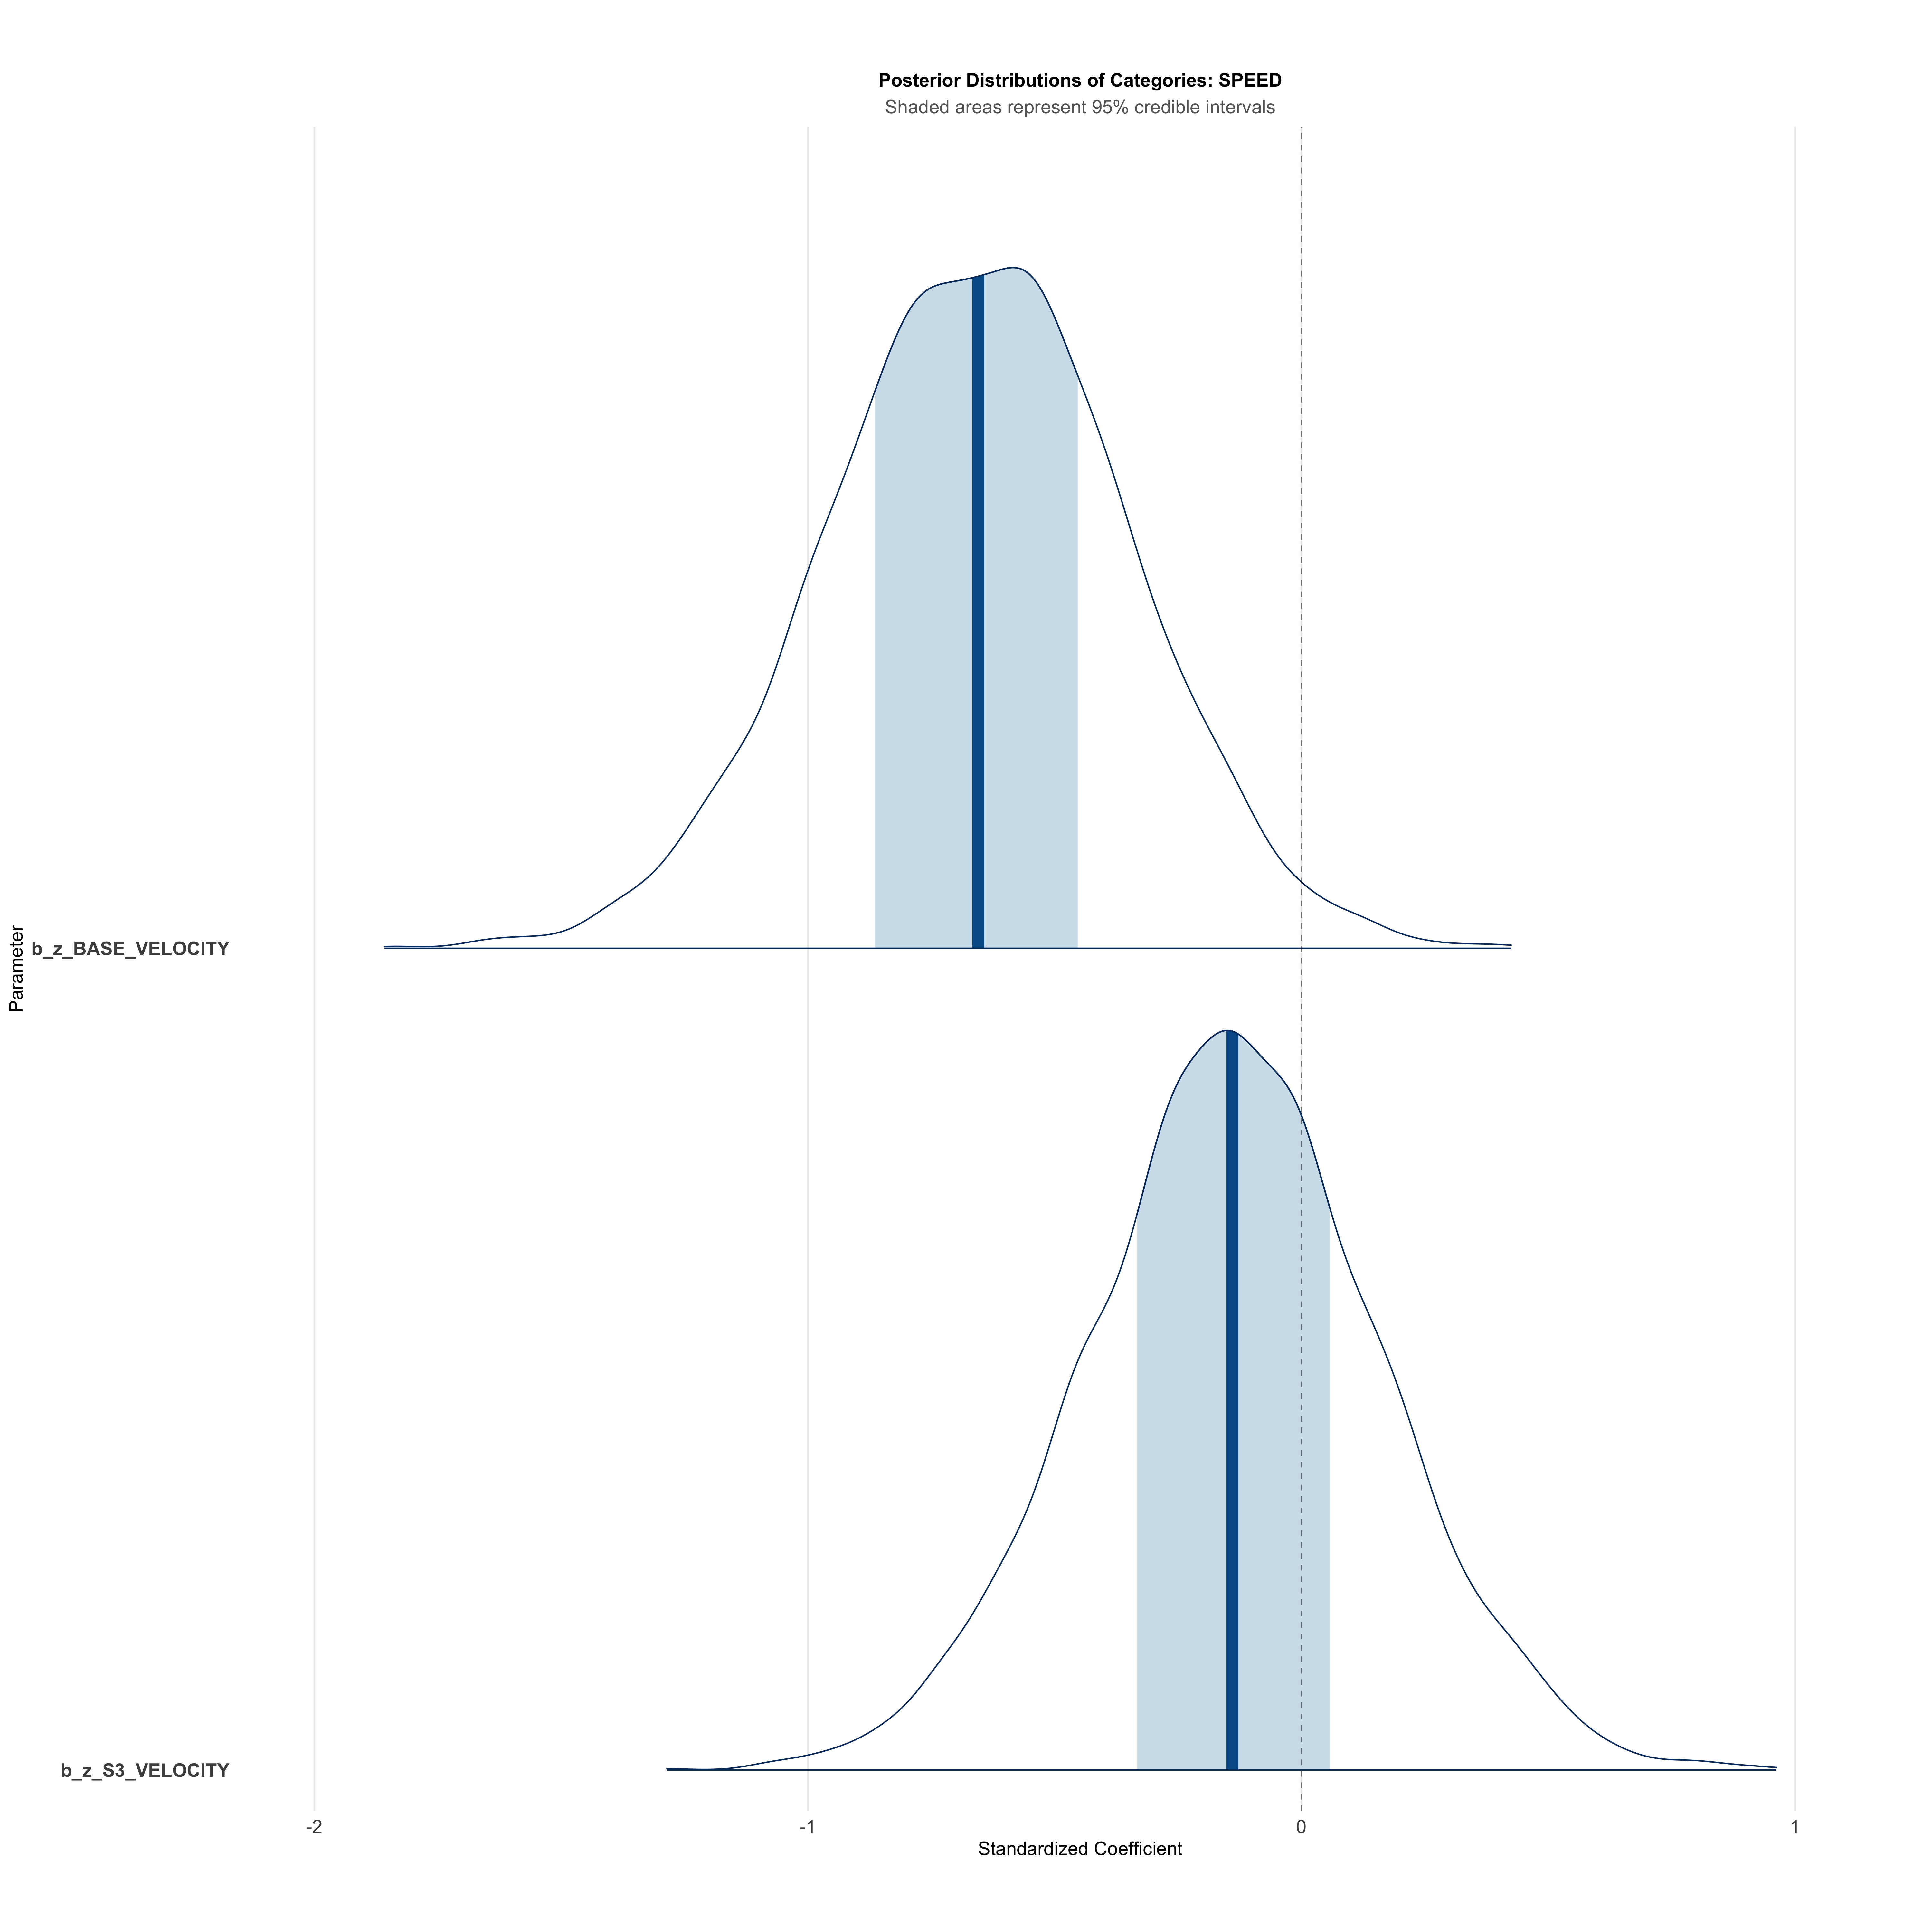 Posterior Distributions of Categories: SPEED
Shaded areas represent 95% credible intervals
Parameter
b_z_BASE_VELOCITY
b_z_S3_VELOCITY
-2 -1 0 1
Standardized Coefficient